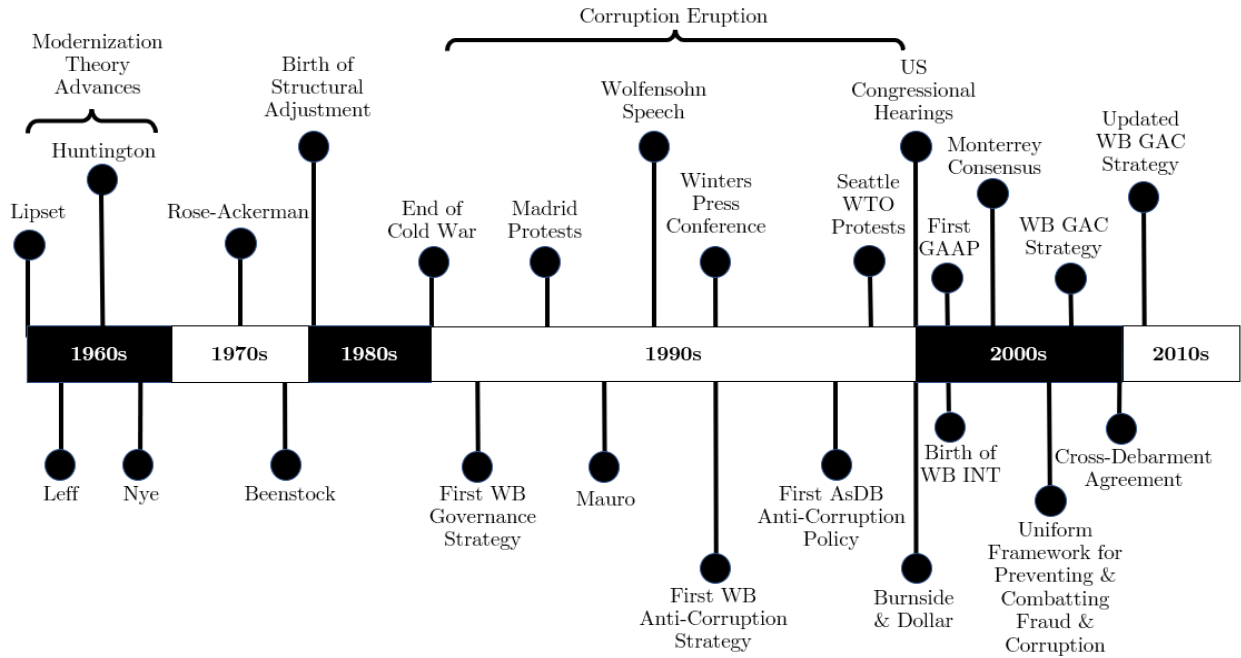 Corruption Eruption
Modernization
Theory
Advances
Birth of
Structural
Adjustment
Wolfensohn
Speech
US
Congressional
Hearings
Huntington
Monterrey
Consensus
Updated
WB GAC
Strategy
Lipset
Rose-Ackerman
End of
Cold War
Madrid
Protests
Winters
Press
Conference
Seattle
WTO
Protests
First
GAAP
WB GAC
Strategy
1960s
1970s
1980s
1990s
2000s
2010s
Leff
Nye
Beenstock
First WB
Governance
Strategy
Mauro
First AsDB
Anti-Corruption
Policy
Birth of
WB INT
Cross-Debarment
Agreement
First WB
Anti-Corruption
Strategy
Burnside
& Dollar
Uniform
Framework for
Preventing &
Combatting
Fraud &
Corruption